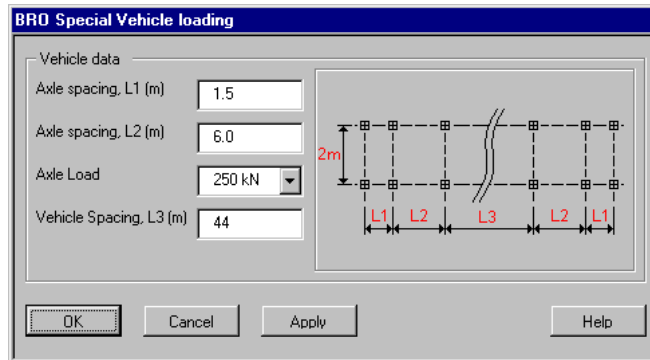 BRO Special Vehicle loading
Vehicle data
Axle spacing, L1 (m) 1.5
Axle spacing, L2 (m) 6.0
Axle Load 250 kN
Vehicle Spacing, L3 (m) 44
2m
L1 L2 L3 L2 L1
OK Cancel Apply Help